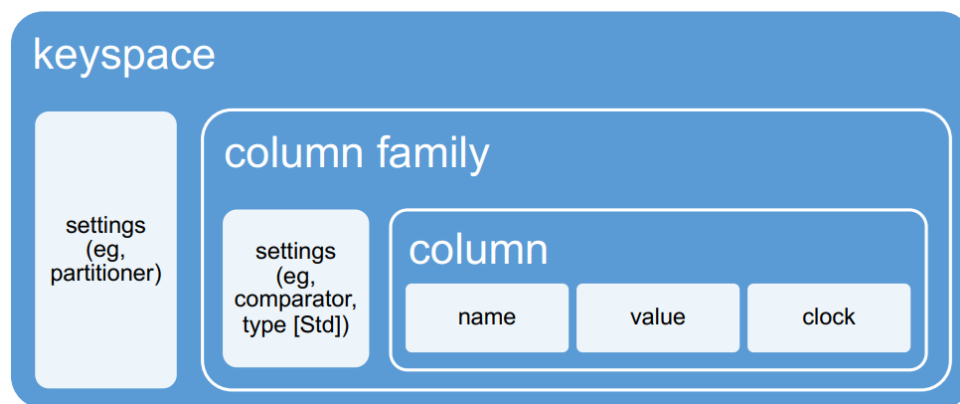 keyspace
settings
(eg,
partitioner)
column family
settings
(eg,
comparator,
type [Std])
column
name
value
clock